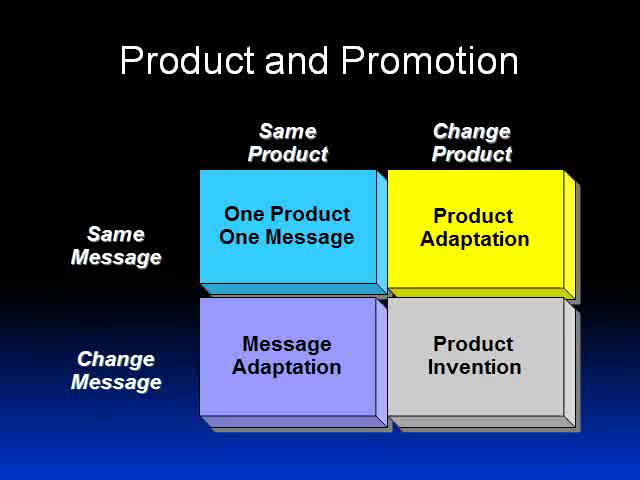 Product and Promotion
Same
Product
Change
Product
Same
Message
One Product
One Message
Product
Adaptation
Change
Message
Message
Adaptation
Product
Invention